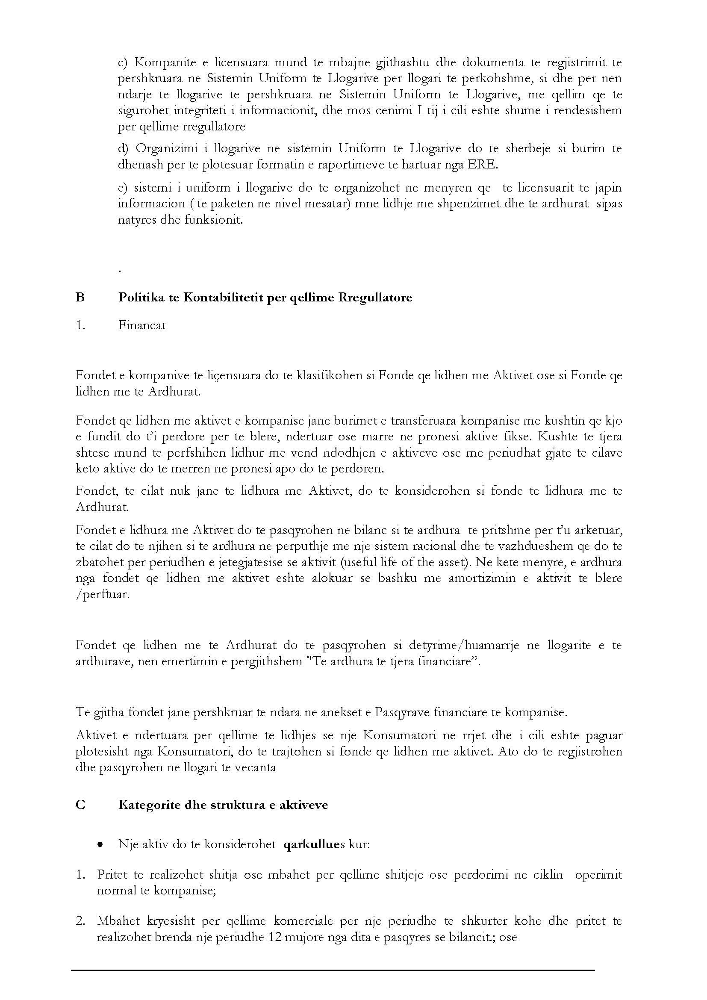 c) Kompanite e licensuara mund te mbajne gjithashtu dhe dokumenta te regjistrimit te
pershkruara ne Sistemin Uniform te Llogarive per llogari te perkohshme, si dhe per nen
ndarje te llogarive te pershkruara ne Sistemin Uniform te Llogarive, me qellim qe te
sigurohet integriteti i informacionit, dhe mos cenimi I tij i cili eshte shume i rendesishem
per qellime rregullatore
d) Organizimi i llogarive ne sistemin Uniform te Llogarive do te sherbeje si burim te
dhenash per te plotesuar formatin e raportimeve te hartuar nga ERE.
e) sistemi i uniform i llogarive do te organizohet ne menyren qe te licensuarit te japin
informacion ( te paketen ne nivel mesatar) mne lidhje me shpenzimet dhe te ardhurat sipas
natyres dhe funksionit.
.
B Politika te Kontabilitetit per qellime Rregullatore
1. Financat
Fondet e kompanive te liçensuara do te klasifikohen si Fonde qe lidhen me Aktivet ose si Fonde qe
lidhen me te Ardhurat.
Fondet qe lidhen me aktivet e kompanise jane burimet e transferuara kompanise me kushtin qe kjo
e fundit do t’i perdore per te blere, ndertuar ose marre ne pronesi aktive fikse. Kushte te tjera
shtese mund te perfshihen lidhur me vend ndodhjen e aktiveve ose me periudhat gjate te cilave
keto aktive do te merren ne pronesi apo do te perdoren.
Fondet, te cilat nuk jane te lidhura me Aktivet, do te konsiderohen si fonde te lidhura me te
Ardhurat.
Fondet e lidhura me Aktivet do te pasqyrohen ne bilanc si te ardhura te pritshme per t’u arketuar,
te cilat do te njihen si te ardhura ne perputhje me nje sistem racional dhe te vazhdueshem qe do te
zbatohet per periudhen e jetegjatesise se aktivit (useful life of the asset). Ne kete menyre, e ardhura
nga fondet qe lidhen me aktivet eshte alokuar se bashku me amortizimin e aktivit te blere
/perftuar.
Fondet qe lidhen me te Ardhurat do te pasqyrohen si detyrime/huamarrje ne llogarite e te
ardhurave, nen emertimin e pergjithshem "Te ardhura te tjera financiare”.
Te gjitha fondet jane pershkruar te ndara ne anekset e Pasqyrave financiare te kompanise.
Aktivet e ndertuara per qellime te lidhjes se nje Konsumatori ne rrjet dhe i cili eshte paguar
plotesisht nga Konsumatori, do te trajtohen si fonde qe lidhen me aktivet. Ato do te regjistrohen
dhe pasqyrohen ne llogari te vecanta
C Kategorite dhe struktura e aktiveve
• Nje aktiv do te konsiderohet qarkullues kur:
1. Pritet te realizohet shitja ose mbahet per qellime shitjeje ose perdorimi ne ciklin operimit
normal te kompanise;
2. Mbahet kryesisht per qellime komerciale per nje periudhe te shkurter kohe dhe pritet te
realizohet brenda nje periudhe 12 mujore nga dita e pasqyres se bilancit.; ose